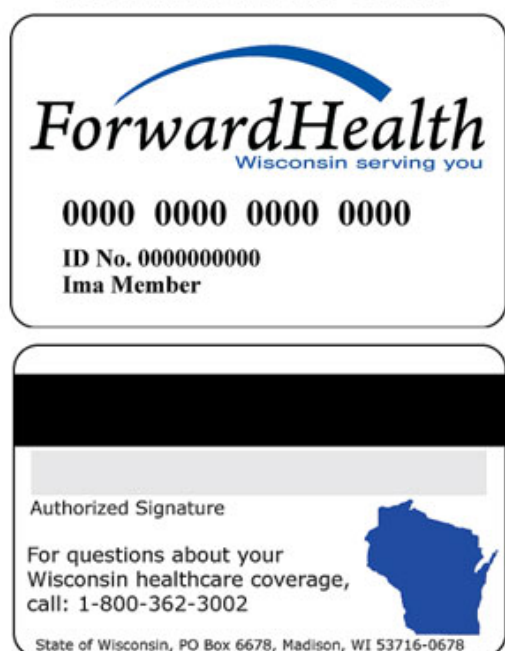 ForwardHealth
Wisconsin serving you
0000 0000 0000 0000
ID No. 0000000000
Ima Member
Authorized Signature
For questions about your
Wisconsin healthcare coverage,
call: 1-800-362-3002
State of Wisconsin, PO Box 6678, Madison, WI 53716-0678